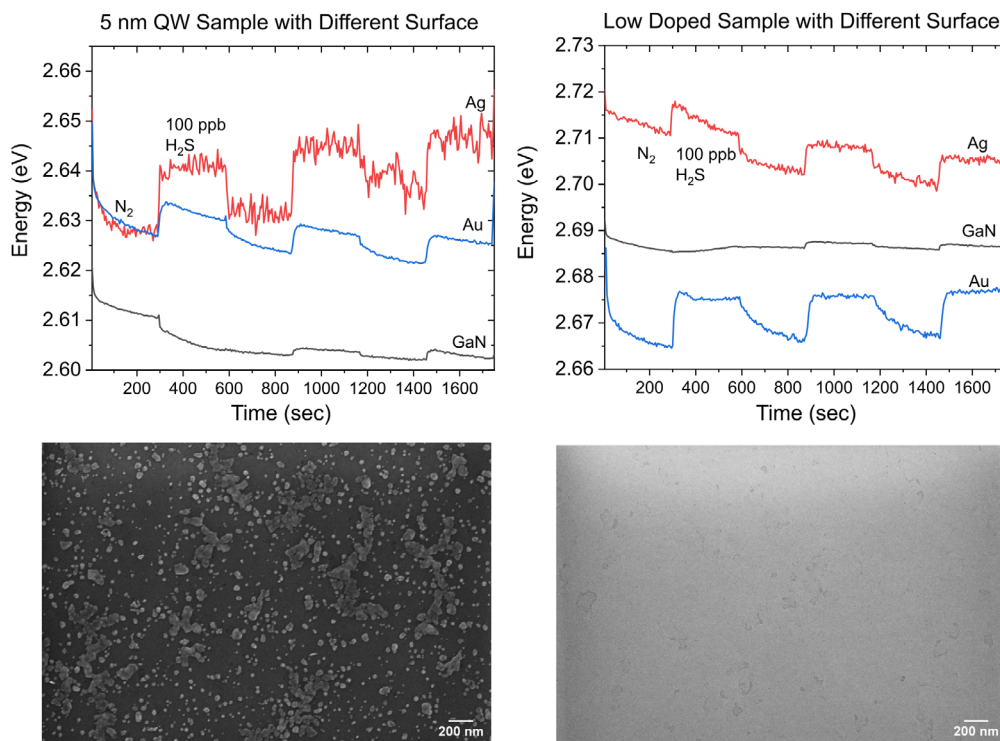 5 nm QW Sample with Different Surface
2.66
2.65
2.64
2.63
2.62
2.61
2.60
Energy (eV)
Ag
100 ppb
H₂S
N₂
Au
GaN
200 400 600 800 1000 1200 1400 1600
Time (sec)
Low Doped Sample with Different Surface
2.73
2.72
2.71
2.70
2.69
2.68
2.67
2.66
Energy (eV)
Ag
N₂
100 ppb
H₂S
GaN
Au
200 400 600 800 1000 1200 1400 1600
Time (sec)
200 nm
200 nm